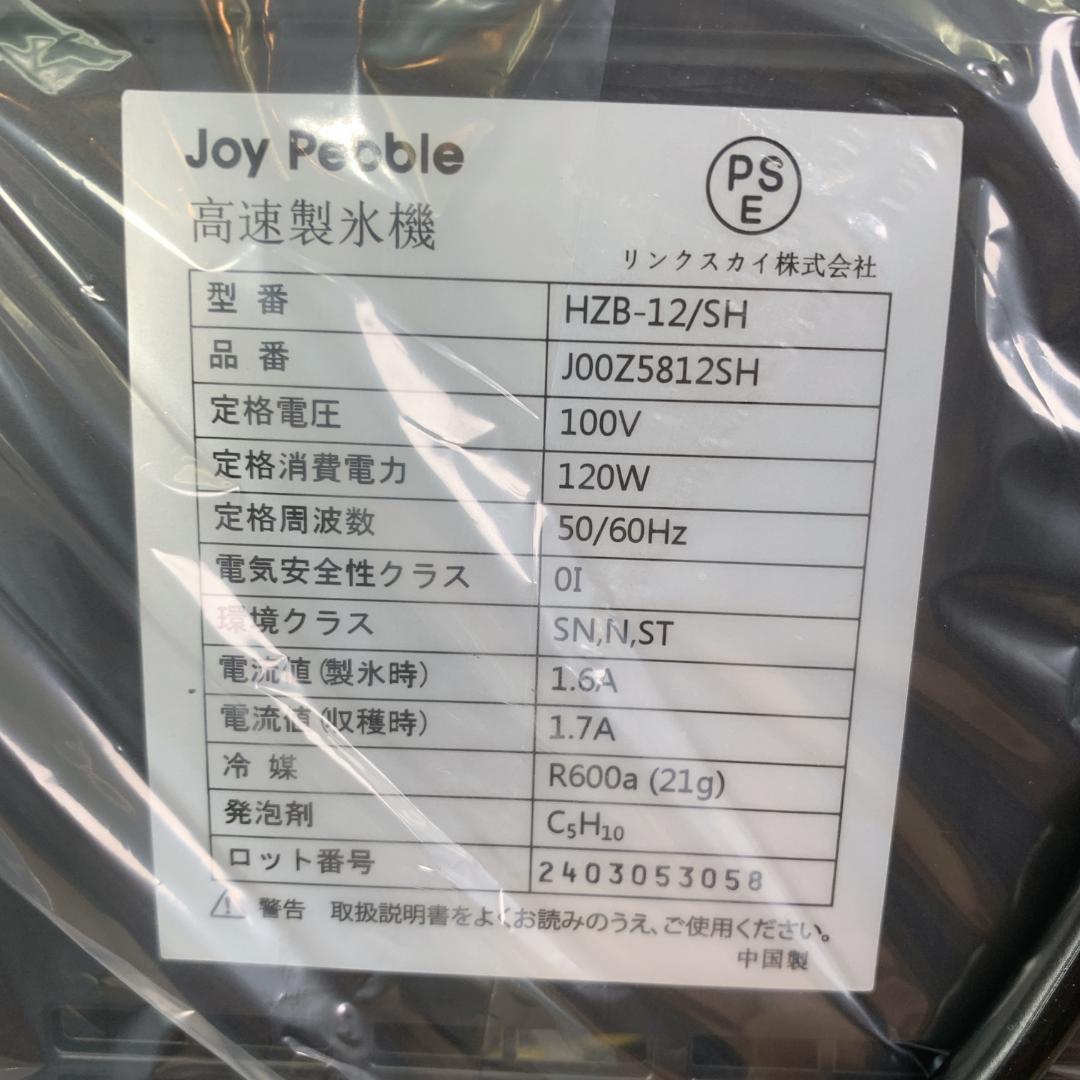 Joy Pebble
高速製氷機
PS
E
リンクスカイ株式会社
型番 HZB-12/SH
品番 J00Z5812SH
定格電圧 100V
定格消費電力 120W
定格周波数 50/60Hz
電気安全性クラス 0I
環境クラス SN,N,ST
電流値(製氷時) 1.6A
電流値(収穫時) 1.7A
冷媒 R600a (21g)
発泡剤 C₅H₁₀
ロット番号 2403053058
⚠ 警告 取扱説明書をよくお読みのうえ、ご使用ください。
中国製